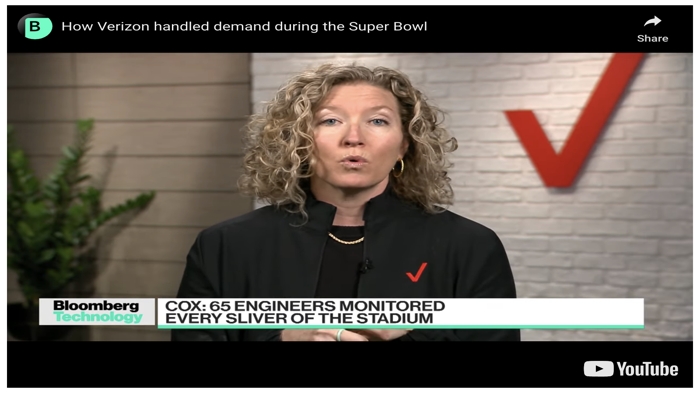 B
How Verizon handled demand during the Super Bowl
Share
Bloomberg
Technology
COX: 65 ENGINEERS MONITORED
EVERY SLIVER OF THE STADIUM
YouTube